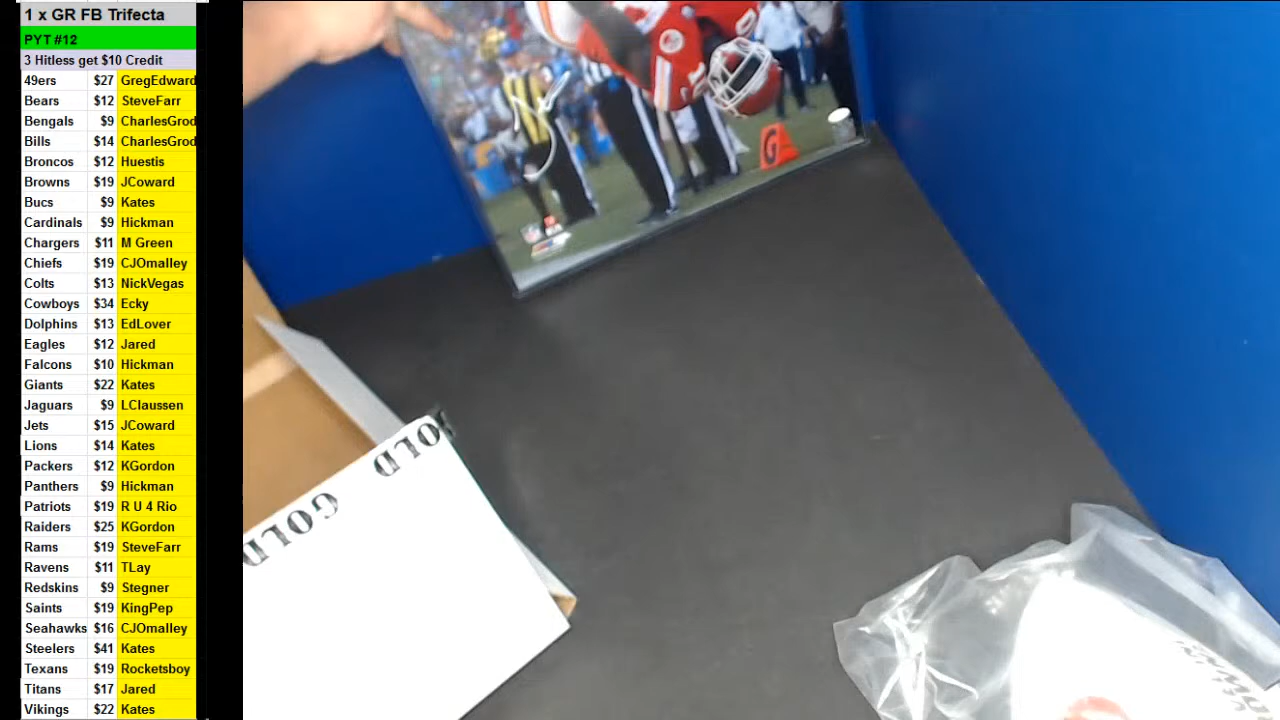 1 x GR FB Trifecta
PYT #12
3 Hitless get $10 Credit
49ers $27 GregEdward
Bears $12 SteveFarr
Bengals $9 CharlesGrod
Bills $14 CharlesGrod
Broncos $12 Huestis
Browns $19 JCoward
Bucs $9 Kates
Cardinals $9 Hickman
Chargers $11 M Green
Chiefs $19 CJOmalley
Colts $13 NickVegas
Cowboys $34 Ecky
Dolphins $13 EdLover
Eagles $12 Jared
Falcons $10 Hickman
Giants $22 Kates
Jaguars $9 LClaussen
Jets $15 JCoward
Lions $14 Kates
Packers $12 KGordon
Panthers $9 Hickman
Patriots $19 R U 4 Rio
Raiders $25 KGordon
Rams $19 SteveFarr
Ravens $11 TLay
Redskins $9 Stegner
Saints $19 KingPep
Seahawks $16 CJOmalley
Steelers $41 Kates
Texans $19 Rocketsboy
Titans $17 Jared
Vikings $22 Kates
G
GOLD GOLD